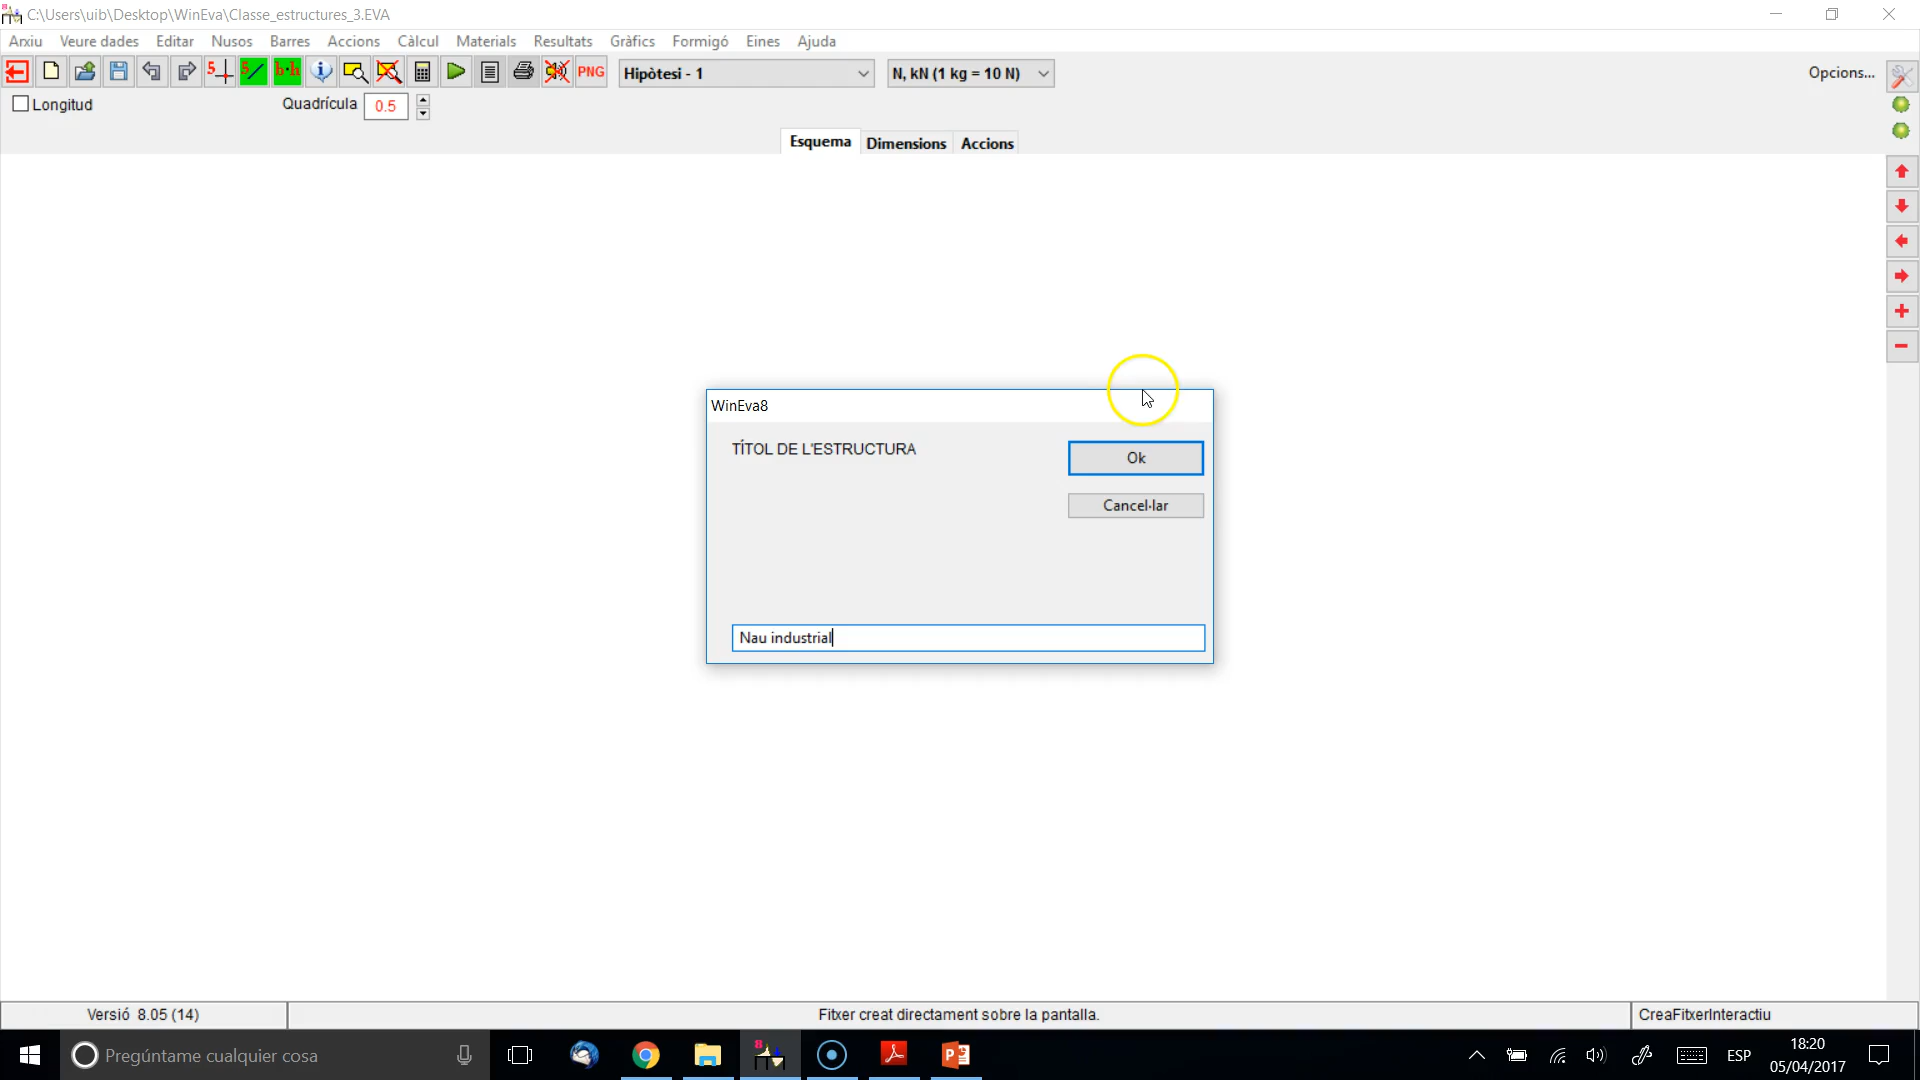 C:\Users\uib\Desktop\WinEva\Classe_estructures_3.EVA
Arxiu Veure dades Editar Nusos Barres Accions Càlcul Materials Resultats Gràfics Formigó Eines Ajuda
5 5 b·h PNG Hipòtesi - 1 N, kN (1 kg = 10 N) Opcions...
Longitud Quadrícula 0.5
Esquema Dimensions Accions
WinEva8
TÍTOL DE L'ESTRUCTURA
Ok
Cancel·lar
Nau industrial
Versió 8.05 (14) Fitxer creat directament sobre la pantalla. CreaFitxerInteractiu
Pregúntame cualquier cosa
ESP
18:20
05/04/2017